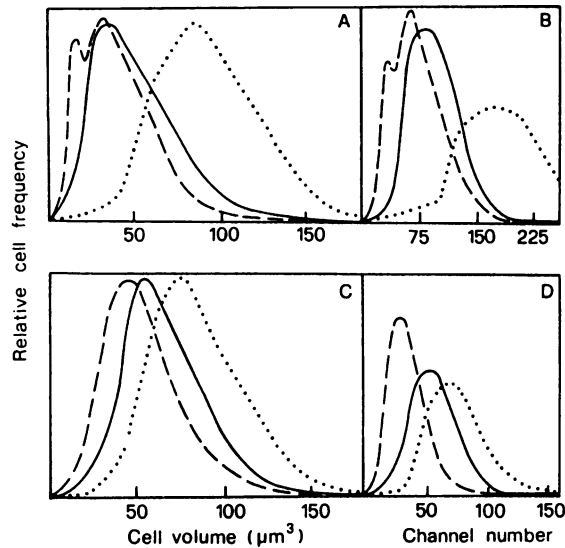 A
B
50 100 150
75 150 225
Relative cell frequency
C
D
50 100 150
50 100 150
Cell volume (µm³)
Channel number